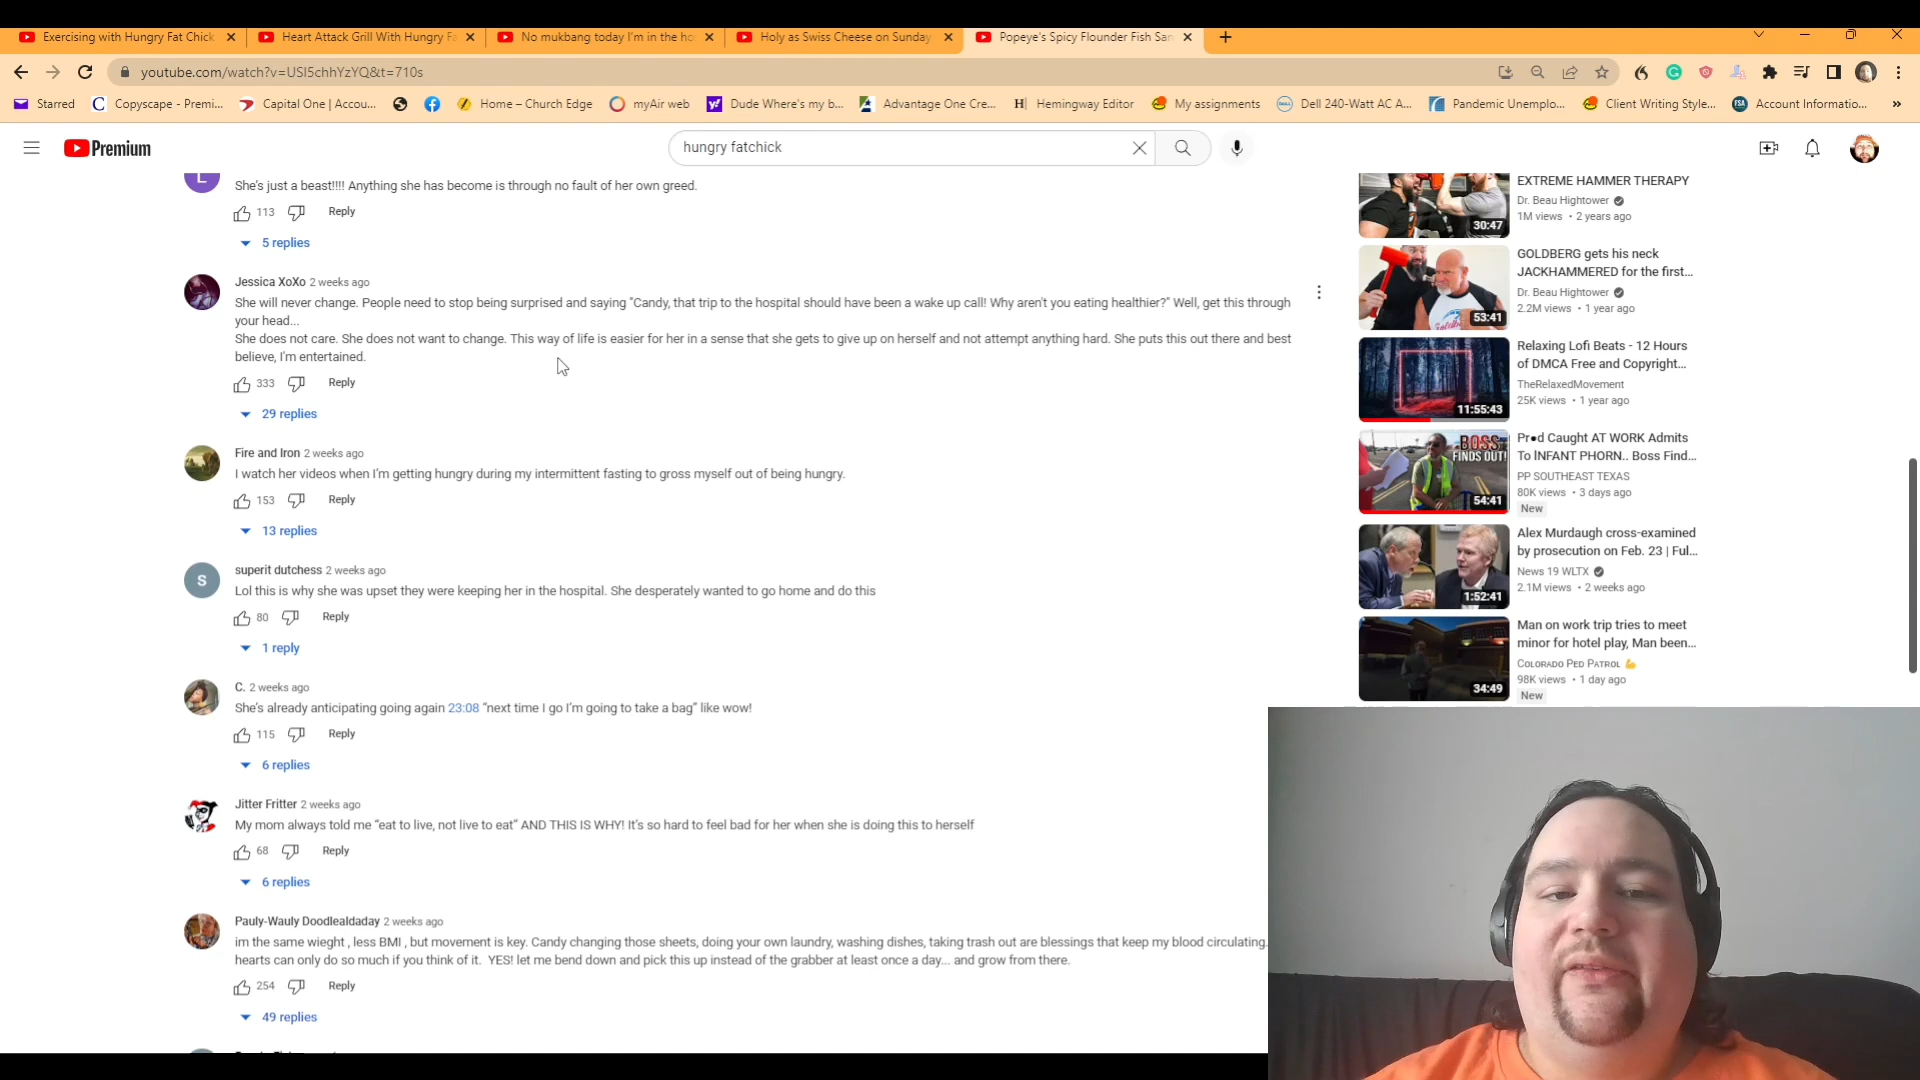 Exercising with Hungry Fat Chick
Heart Attack Grill With Hungry Fa
No mukbang today I'm in the ho
Holy as Swiss Cheese on Sunday
Popeye's Spicy Flounder Fish San
youtube.com/watch?v=USI5chhYzYQ&t=710s
Starred
Copyscape - Premi...
Capital One | Accou...
Home – Church Edge
myAir web
Dude Where's my b...
Advantage One Cre...
Hemingway Editor
My assignments
Dell 240-Watt AC A...
Pandemic Unemplo...
Client Writing Style...
Account Informatio...
»
Premium
hungry fatchick
L
She's just a beast!!!! Anything she has become is through no fault of her own greed.
113 Reply
5 replies
Jessica XoXo 2 weeks ago
She will never change. People need to stop being surprised and saying "Candy, that trip to the hospital should have been a wake up call! Why aren't you eating healthier?" Well, get this through
your head...
She does not care. She does not want to change. This way of life is easier for her in a sense that she gets to give up on herself and not attempt anything hard. She puts this out there and best
believe, I'm entertained.
333 Reply
29 replies
Fire and Iron 2 weeks ago
I watch her videos when I'm getting hungry during my intermittent fasting to gross myself out of being hungry.
153 Reply
13 replies
S
superit dutchess 2 weeks ago
Lol this is why she was upset they were keeping her in the hospital. She desperately wanted to go home and do this
80 Reply
1 reply
C. 2 weeks ago
She's already anticipating going again 23:08 "next time I go I'm going to take a bag" like wow!
115 Reply
6 replies
Jitter Fritter 2 weeks ago
My mom always told me "eat to live, not live to eat" AND THIS IS WHY! It's so hard to feel bad for her when she is doing this to herself
68 Reply
6 replies
Pauly-Wauly Doodlealdaday 2 weeks ago
im the same wieght , less BMI , but movement is key. Candy changing those sheets, doing your own laundry, washing dishes, taking trash out are blessings that keep my blood circulating.
hearts can only do so much if you think of it. YES! let me bend down and pick this up instead of the grabber at least once a day... and grow from there.
254 Reply
49 replies
EXTREME HAMMER THERAPY
Dr. Beau Hightower
1M views • 2 years ago
30:47
GOLDBERG gets his neck
JACKHAMMERED for the first...
Dr. Beau Hightower
2.2M views • 1 year ago
53:41
Relaxing Lofi Beats - 12 Hours
of DMCA Free and Copyright...
TheRelaxedMovement
25K views • 1 year ago
11:55:43
Pr●d Caught AT WORK Admits
To INFANT PHORN.. Boss Find...
PP SOUTHEAST TEXAS
80K views • 3 days ago
New
BOSS
FINDS OUT!
54:41
Alex Murdaugh cross-examined
by prosecution on Feb. 23 | Ful...
News 19 WLTX
2.1M views • 2 weeks ago
1:52:41
Man on work trip tries to meet
minor for hotel play, Man been...
Colorado Ped Patrol 💪
98K views • 1 day ago
New
34:49